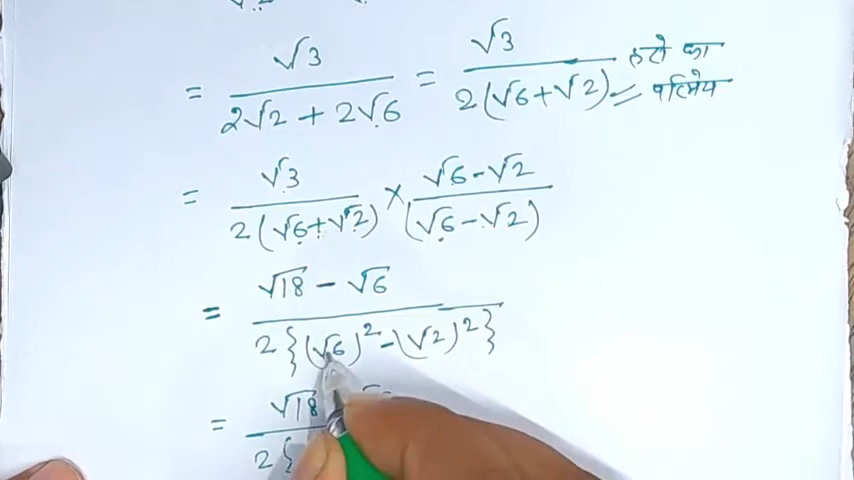 = √3 / (2√2 + 2√6) = √3 / (2(√6+√2)) हरो का
परिमेय
= √3 / (2(√6+√2)) × (√6-√2) / (√6-√2)
= (√18 - √6) / (2{(√6)² - (√2)²})
= √18 / 2{